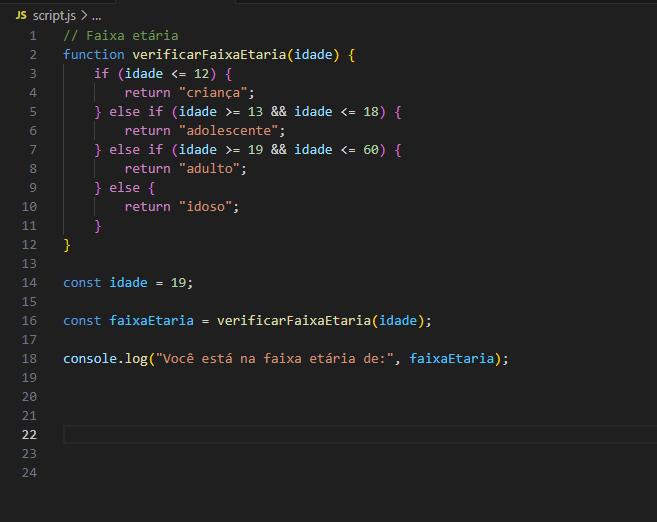 JS script.js > ...
1 // Faixa etária
2 function verificarFaixaEtaria(idade) {
3     if (idade <= 12) {
4         return "criança";
5     } else if (idade >= 13 && idade <= 18) {
6         return "adolescente";
7     } else if (idade >= 19 && idade <= 60) {
8         return "adulto";
9     } else {
10         return "idoso";
11     }
12 }
13
14 const idade = 19;
15
16 const faixaEtaria = verificarFaixaEtaria(idade);
17
18 console.log("Você está na faixa etária de:", faixaEtaria);
19
20
21
22
23
24